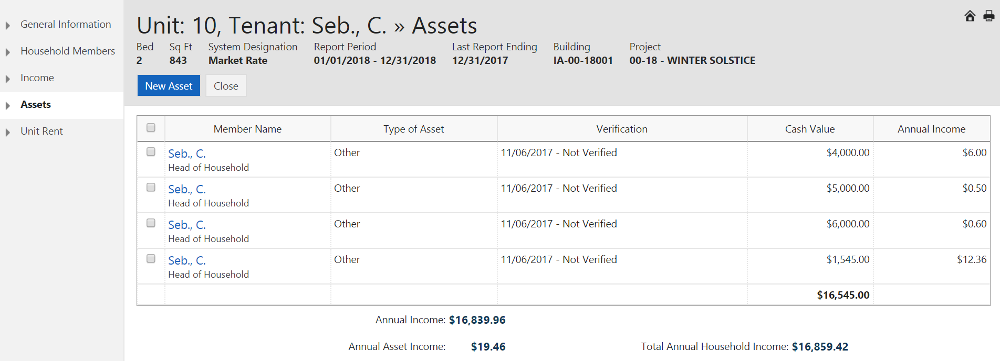 General Information
Household Members
Income
Assets
Unit Rent
Unit: 10, Tenant: Seb., C. » Assets
Bed Sq Ft System Designation Report Period Last Report Ending Building Project
2 843 Market Rate 01/01/2018 - 12/31/2018 12/31/2017 IA-00-18001 00-18 - WINTER SOLSTICE
New Asset Close
Member Name Type of Asset Verification Cash Value Annual Income
Seb., C. Other 11/06/2017 - Not Verified $4,000.00 $6.00
Head of Household
Seb., C. Other 11/06/2017 - Not Verified $5,000.00 $0.50
Head of Household
Seb., C. Other 11/06/2017 - Not Verified $6,000.00 $0.60
Head of Household
Seb., C. Other 11/06/2017 - Not Verified $1,545.00 $12.36
Head of Household
$16,545.00
Annual Income: $16,839.96
Annual Asset Income: $19.46 Total Annual Household Income: $16,859.42